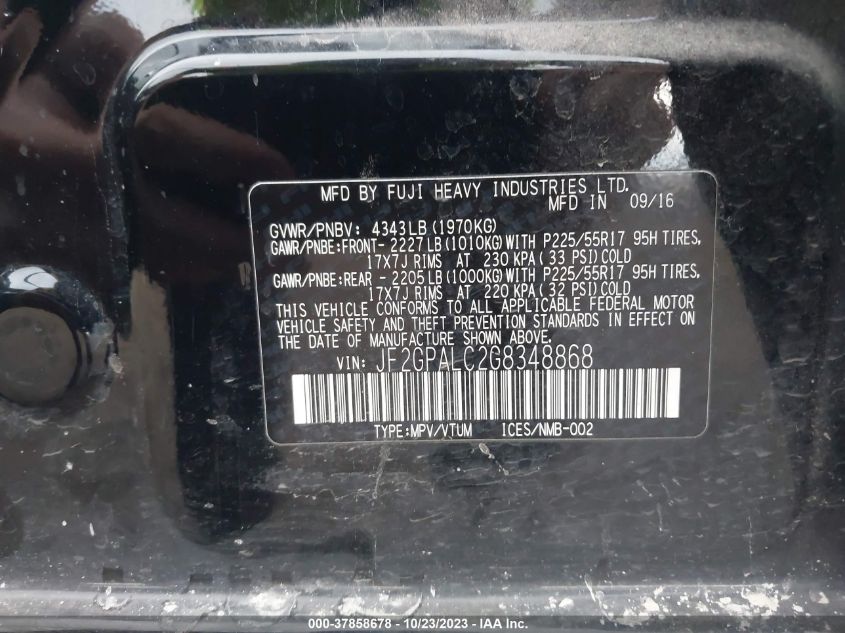 MFD BY FUJI HEAVY INDUSTRIES LTD.
MFD IN 09/16
GVWR/PNBV: 4343LB (1970KG)
GAWR/PNBE:FRONT- 2227 LB (1010KG) WITH P225/55R17 95H TIRES,
17X7J RIMS AT 230 KPA ( 33 PSI) COLD
GAWR/PNBE:REAR - 2205 LB (1000KG) WITH P225/55R17 95H TIRES,
17X7J RIMS AT 220 KPA ( 32 PSI) COLD
THIS VEHICLE CONFORMS TO ALL APPLICABLE FEDERAL MOTOR
VEHICLE SAFETY AND THEFT PREVENTION STANDARDS IN EFFECT ON
THE DATE OF MANUFACTURE SHOWN ABOVE.
VIN: JF2GPALC2G8348868
TYPE:MPV/VTUM ICES/NMB-002
000-37858678 - 10/23/2023 - IAA Inc.